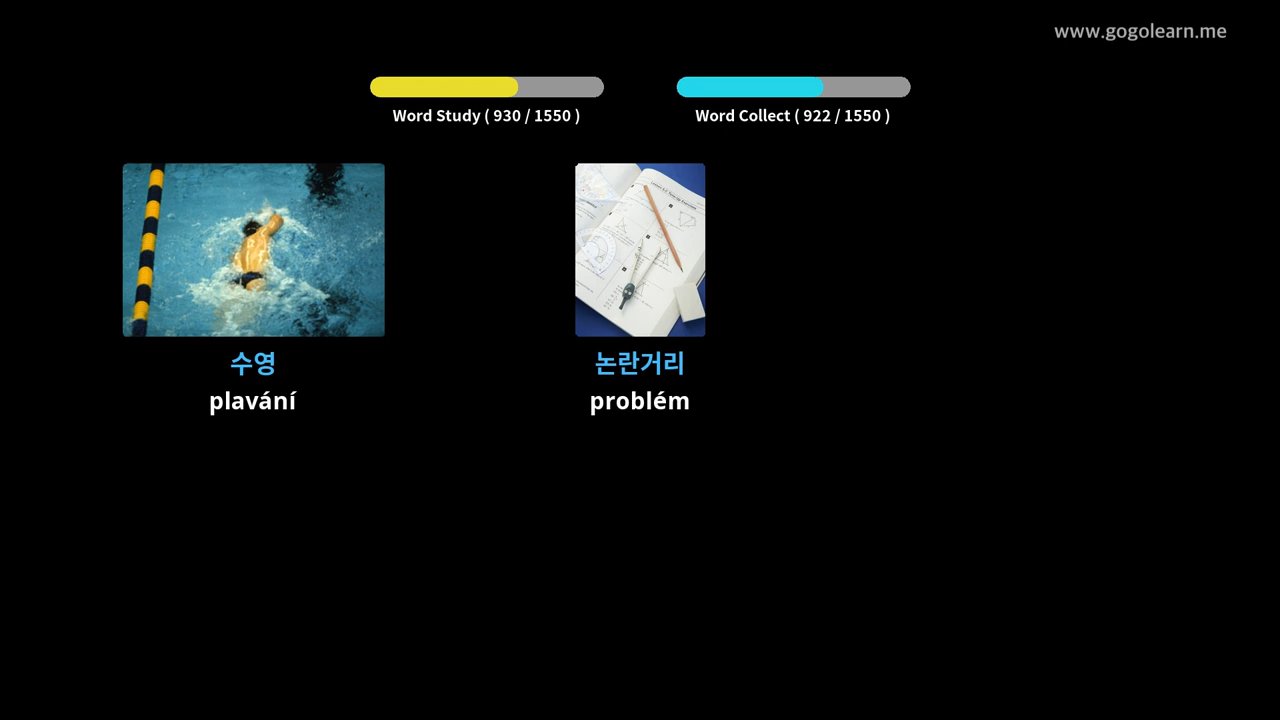 www.gogolearn.me
Word Study ( 930 / 1550 )
Word Collect ( 922 / 1550 )
수영
plavání
논란거리
problém